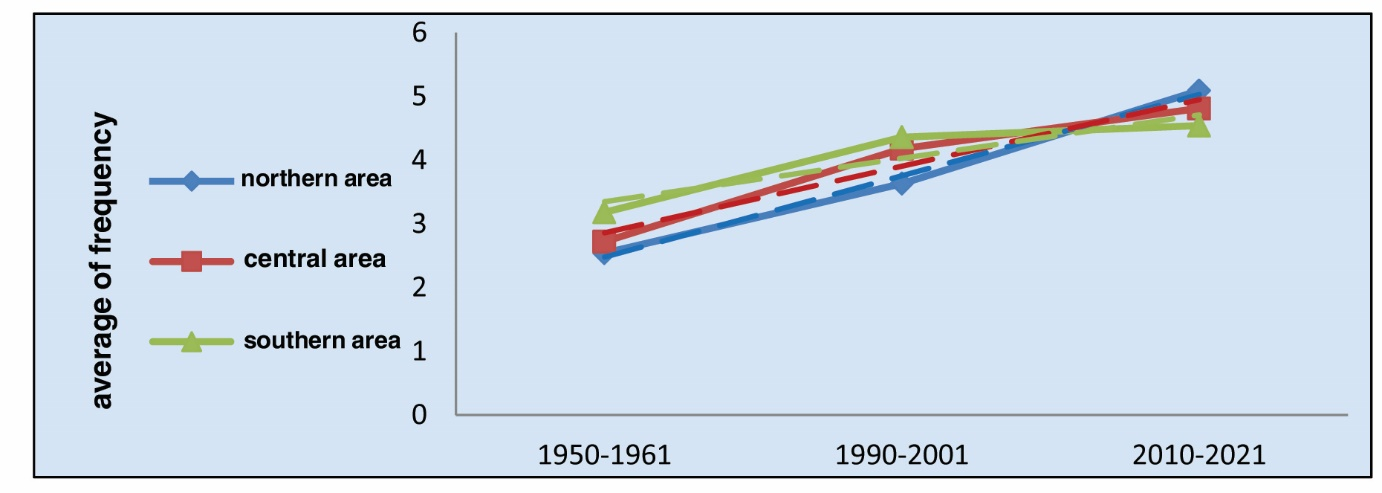 average of frequency
northern area
central area
southern area
6
5
4
3
2
1
0
1950-1961
1990-2001
2010-2021